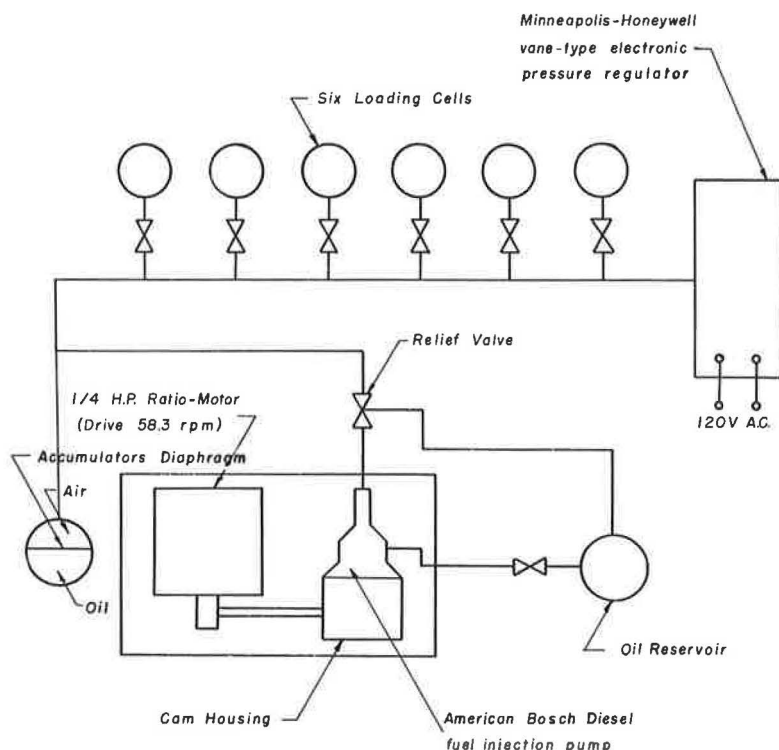 Minneapolis-Honeywell
vane-type electronic
pressure regulator
Six Loading Cells
Relief Valve
1/4 H.P. Ratio-Motor
(Drive 58.3 rpm)
120V A.C.
Accumulators Diaphragm
Air
Oil
Oil Reservoir
Cam Housing
American Bosch Diesel
fuel injection pump